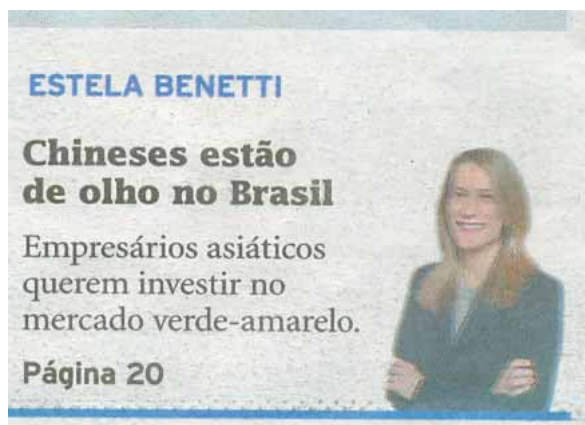 ESTELA BENETTI
Chineses estão
de olho no Brasil
Empresários asiáticos
querem investir no
mercado verde-amarelo.
Página 20